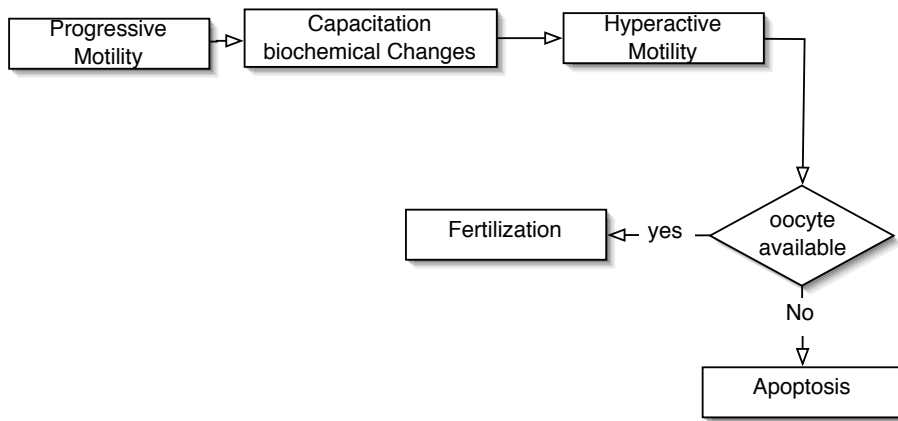 Progressive
Motility
Capacitation
biochemical Changes
Hyperactive
Motility
oocyte
available
yes
Fertilization
No
Apoptosis